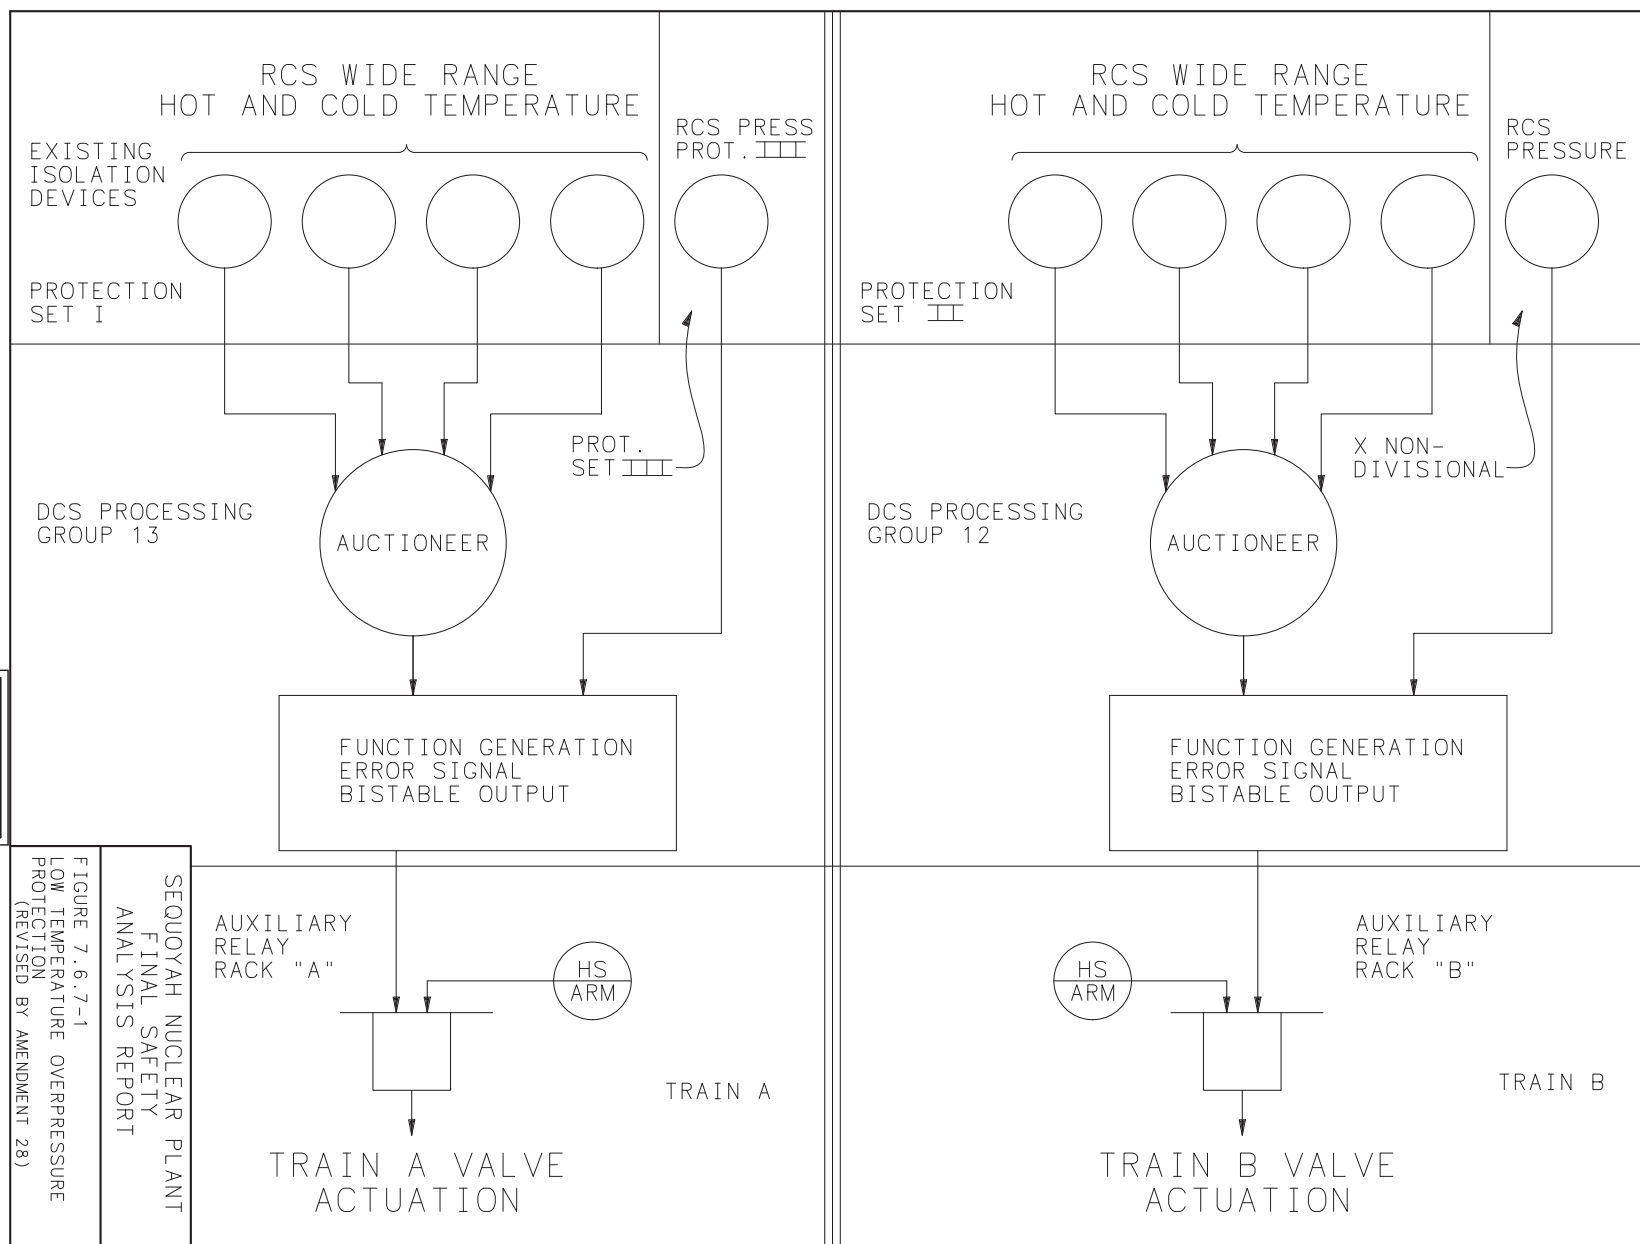 RCS WIDE RANGE
HOT AND COLD TEMPERATURE
RCS PRESS
PROT. III
EXISTING
ISOLATION
DEVICES
PROTECTION
SET I
PROT.
SET III
DCS PROCESSING
GROUP 13
AUCTIONEER
FUNCTION GENERATION
ERROR SIGNAL
BISTABLE OUTPUT
AUXILIARY
RELAY
RACK "A"
HS
ARM
TRAIN A
TRAIN A VALVE
ACTUATION
RCS WIDE RANGE
HOT AND COLD TEMPERATURE
RCS
PRESSURE
PROTECTION
SET II
X NON-
DIVISIONAL
DCS PROCESSING
GROUP 12
AUCTIONEER
FUNCTION GENERATION
ERROR SIGNAL
BISTABLE OUTPUT
HS
ARM
AUXILIARY
RELAY
RACK "B"
TRAIN B
TRAIN B VALVE
ACTUATION
SEQUOYAH NUCLEAR PLANT
FINAL SAFETY
ANALYSIS REPORT
FIGURE 7.6.7-1
LOW TEMPERATURE OVERPRESSURE
PROTECTION
(REVISED BY AMENDMENT 28)